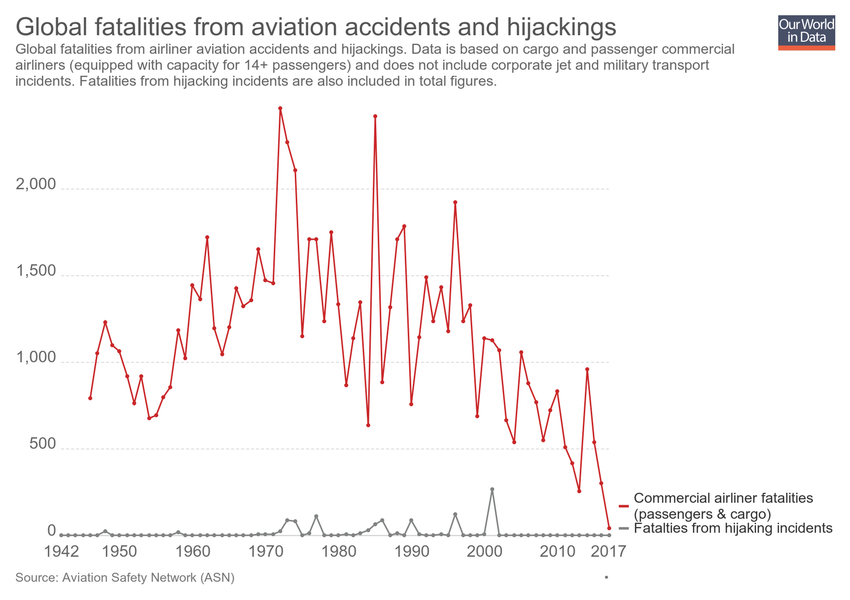 Global fatalities from aviation accidents and hijackings
Our World
in Data
Global fatalities from airliner aviation accidents and hijackings. Data is based on cargo and passenger commercial
airliners (equipped with capacity for 14+ passengers) and does not include corporate jet and military transport
incidents. Fatalities from hijacking incidents are also included in total figures.
2,000
1,500
1,000
500
0
Commercial airliner fatalities
(passengers & cargo)
Fatalties from hijaking incidents
1942 1950 1960 1970 1980 1990 2000 2010 2017
Source: Aviation Safety Network (ASN)